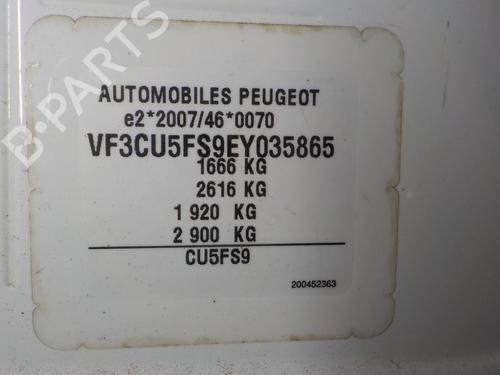 AUTOMOBILES PEUGEOT
e2*2007/46*0070
VF3CU5FS9EY035865
1666 KG
2616 KG
1 920 KG
2 900 KG
CU5FS9
200452363